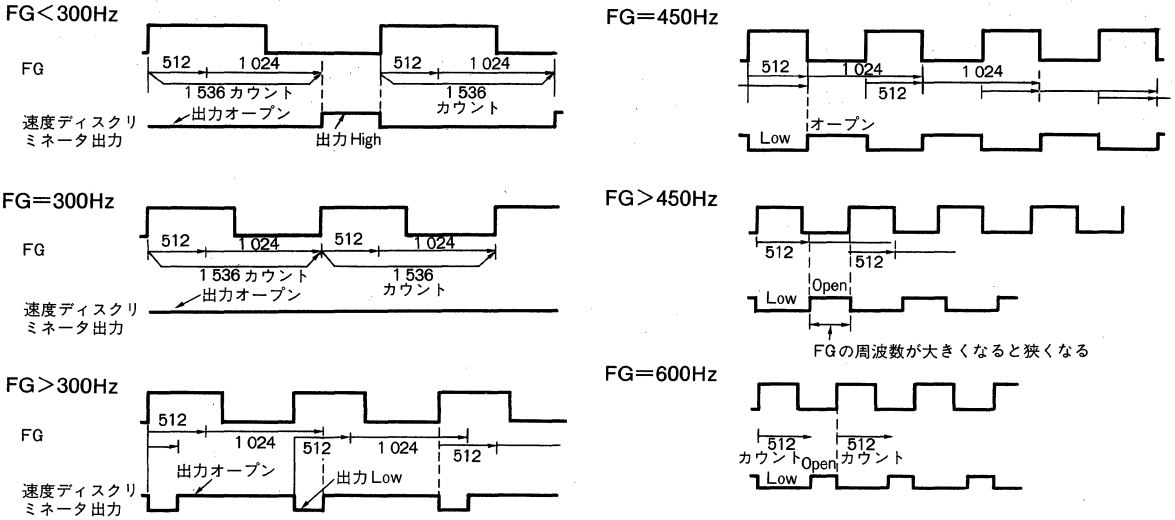 FG<300Hz
FG
512
1 024
512
1 024
1 536 カウント
1 536
カウント
出力オープン
速度ディスクリ
ミネータ出力
出力High
FG=300Hz
FG
512
1 024
512
1 024
1 536 カウント
1 536
カウント
出力オープン
速度ディスクリ
ミネータ出力
FG>300Hz
FG
512
1 024
512
1 024
512
出力オープン
出力Low
速度ディスクリ
ミネータ出力
FG=450Hz
512
1 024
1 024
512
オープン
Low
FG>450Hz
512
512
Open
Low
FGの周波数が大きくなると狭くなる
FG=600Hz
512
512
カウント
カウント
Open
Low